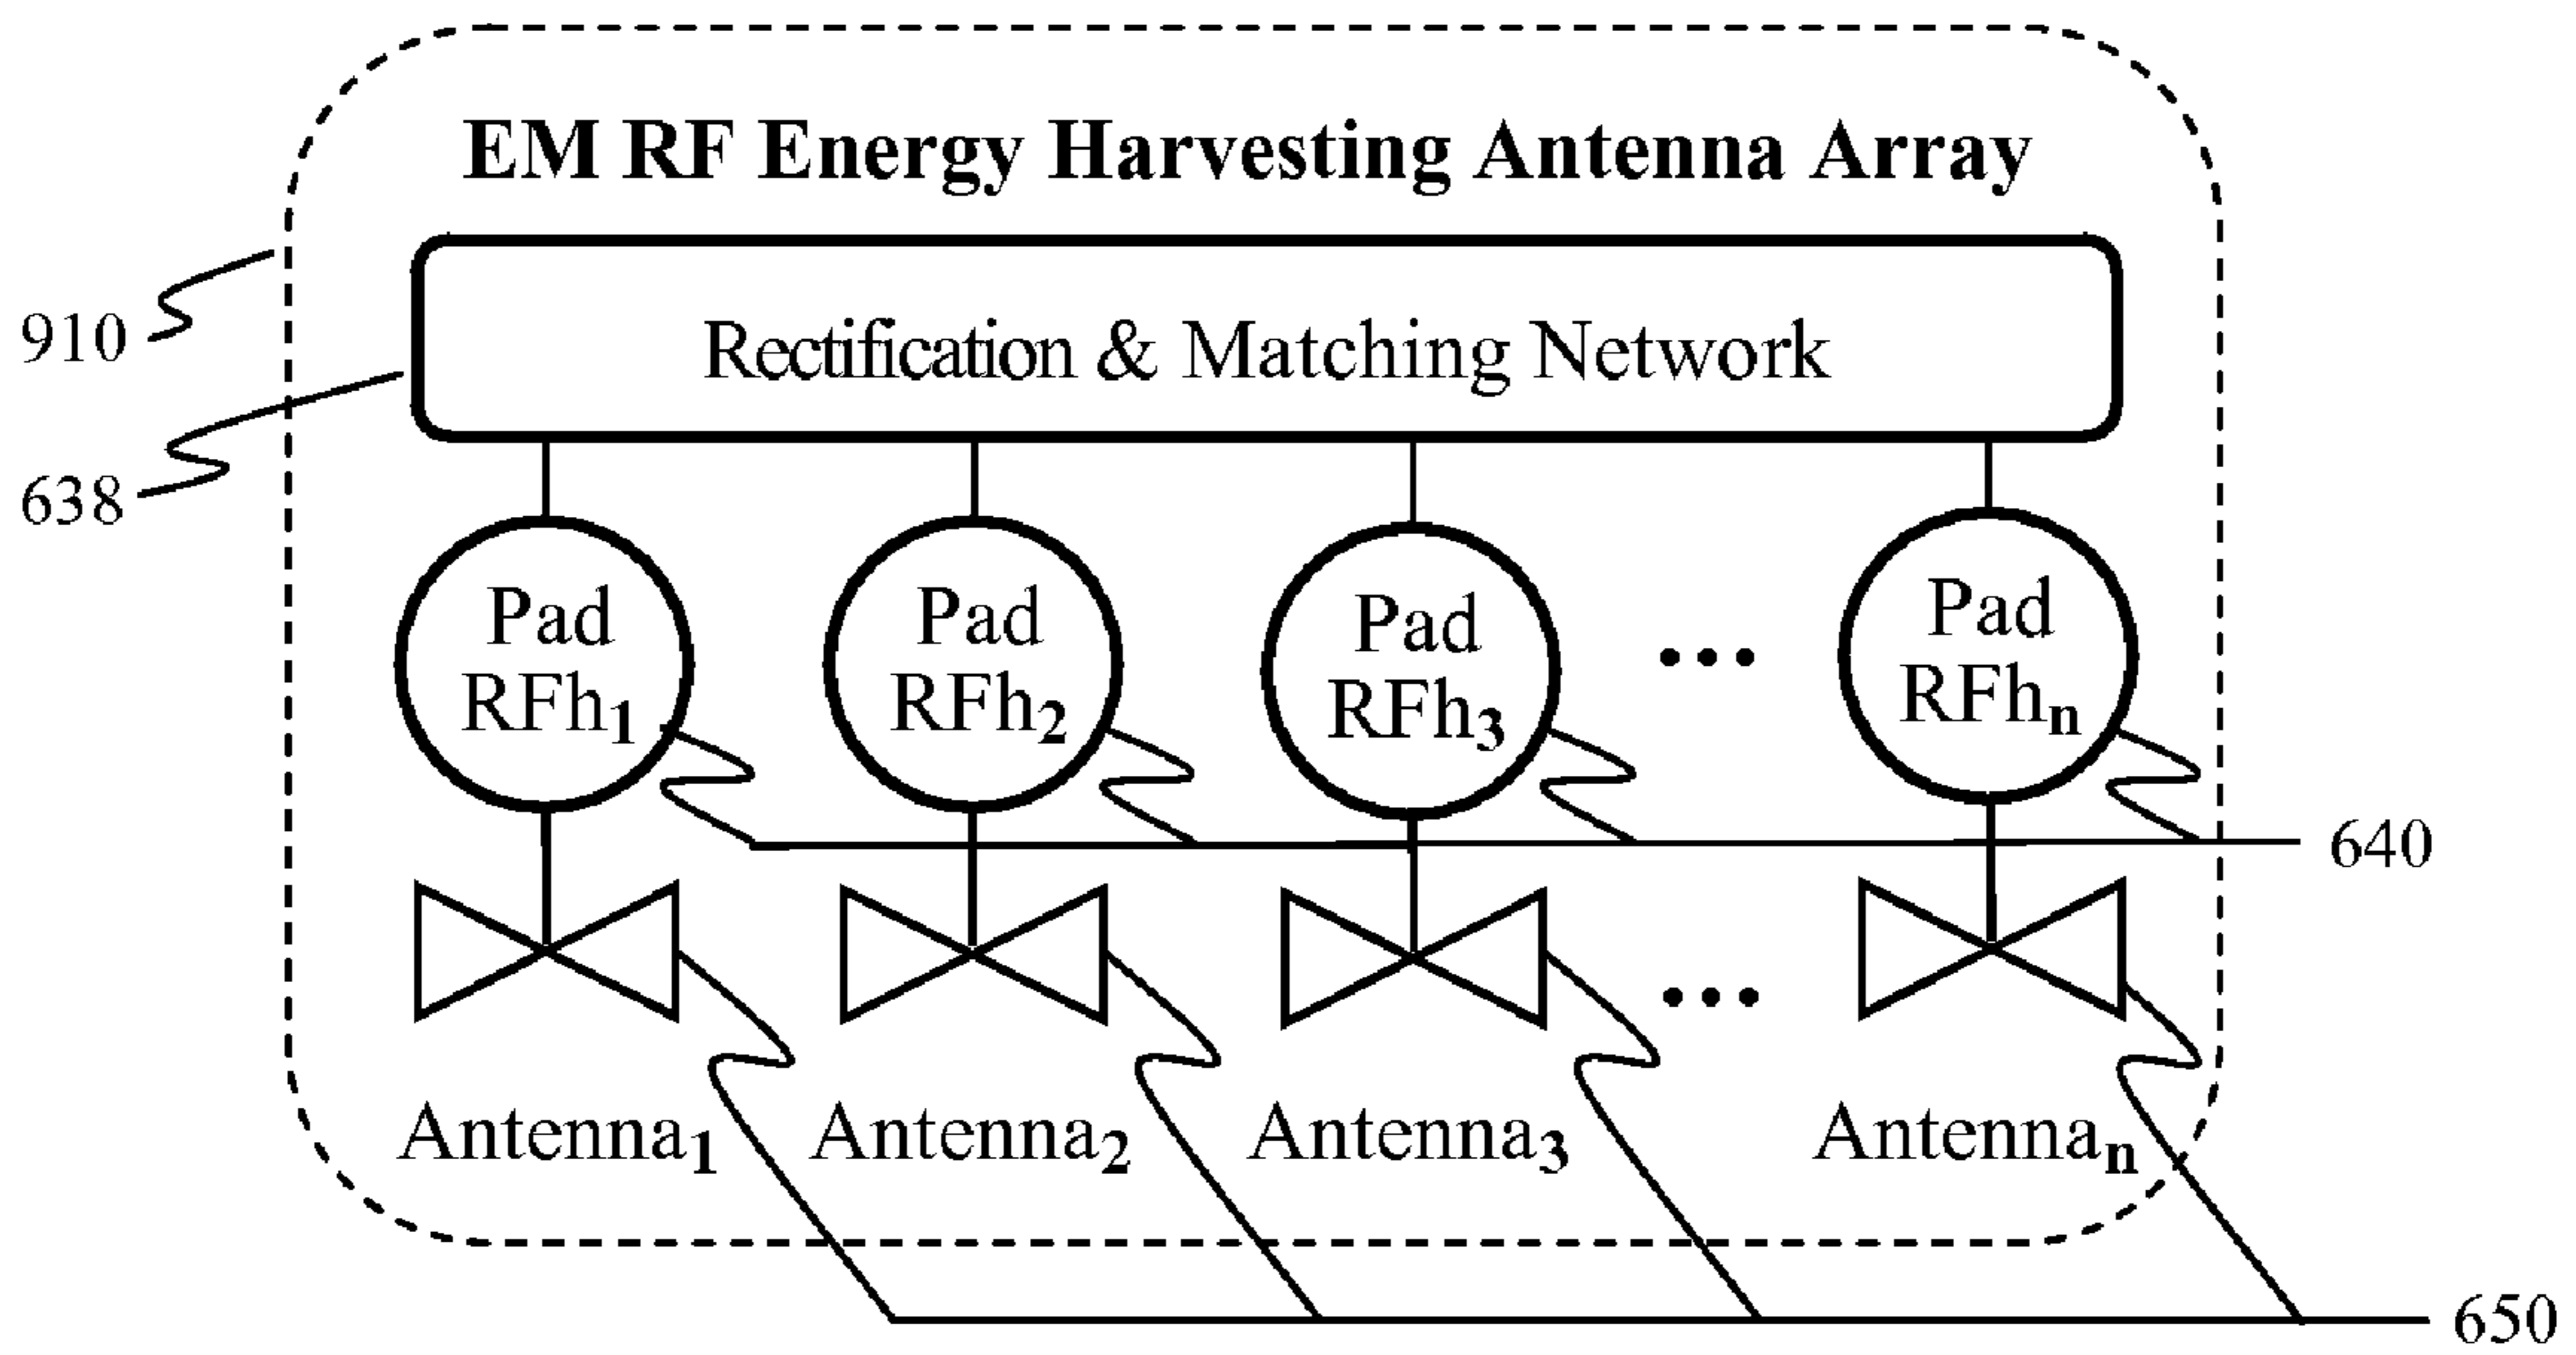 EM RF Energy Harvesting Antenna Array
Rectification & Matching Network
910
638
Pad
RFh1
Pad
RFh2
Pad
RFh3
...
Pad
RFhn
640
...
Antenna1
Antenna2
Antenna3
Antennan
650